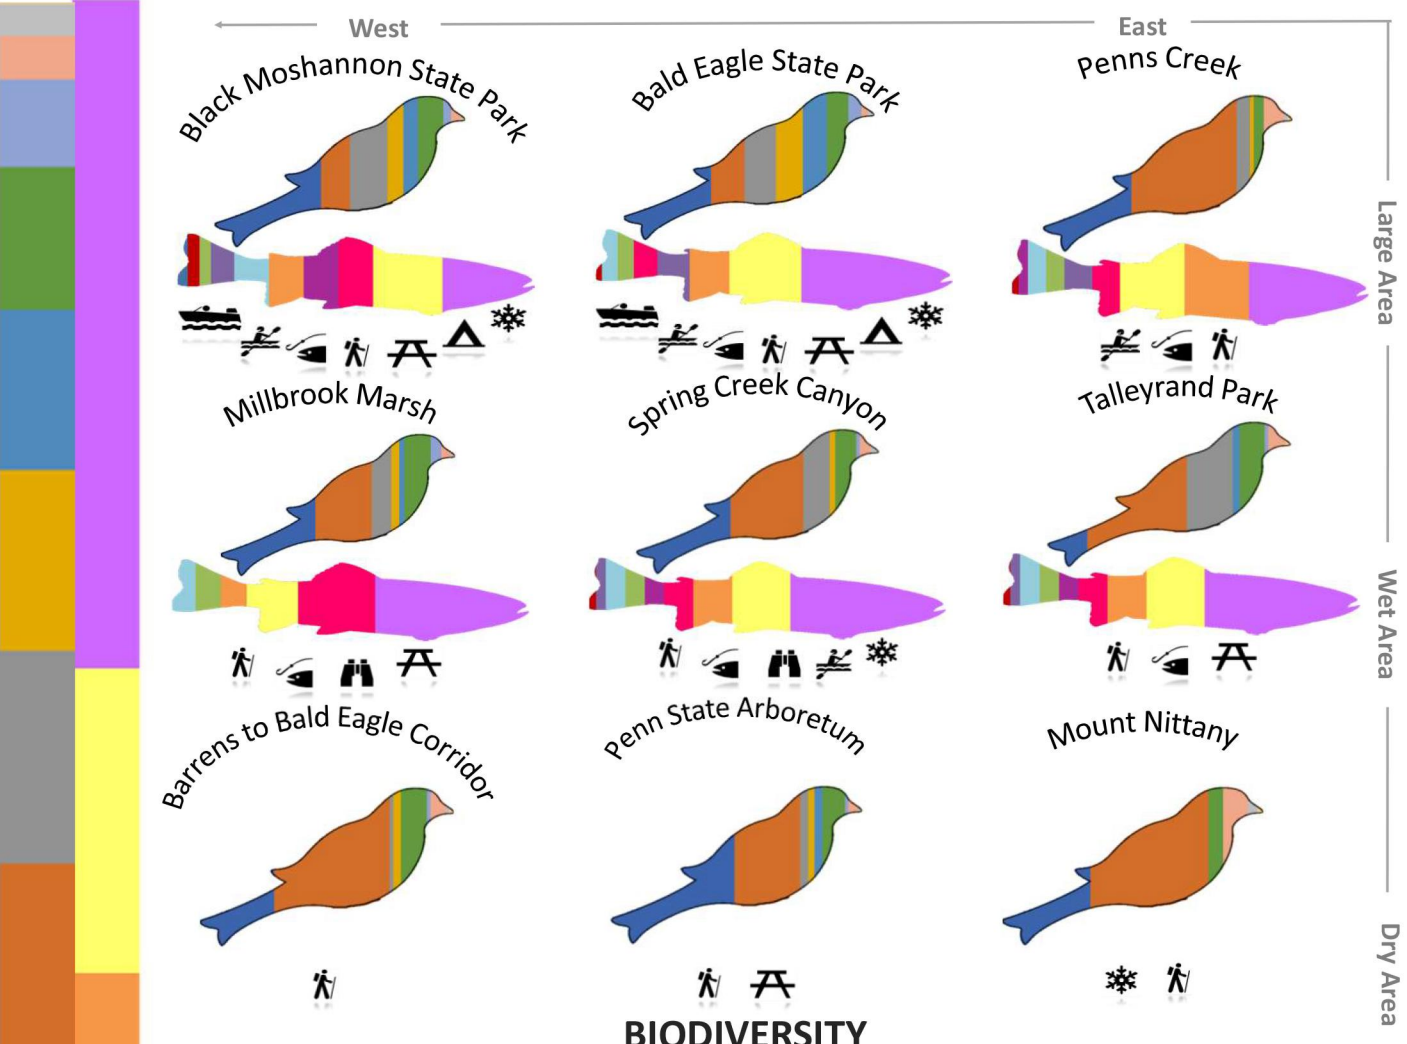 West
East
Black Moshannon State Park
Bald Eagle State Park
Penns Creek
Large Area
Millbrook Marsh
Spring Creek Canyon
Talleyrand Park
Wet Area
Barrens to Bald Eagle Corridor
Penn State Arboretum
Mount Nittany
Dry Area
BIODIVERSITY